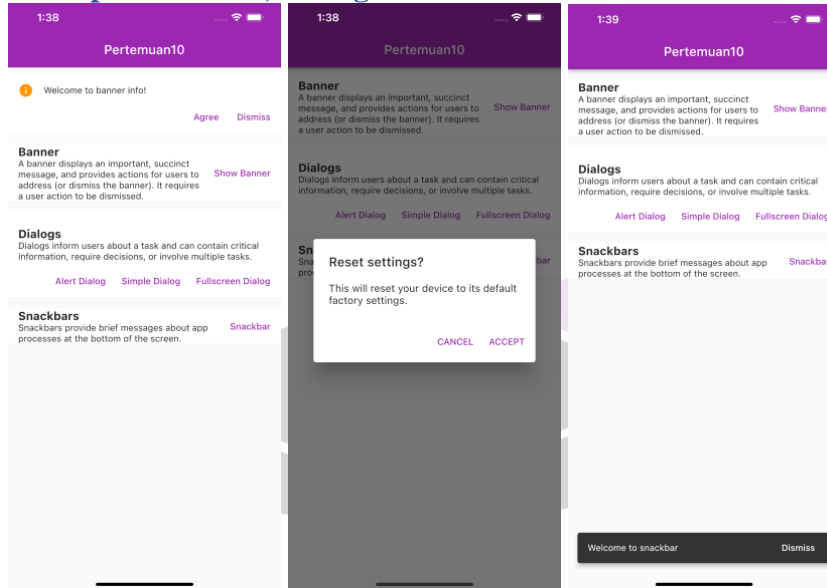 1:38
Pertemuan10
Welcome to banner info!
Agree Dismiss
Banner
A banner displays an important, succinct
message, and provides actions for users to
address (or dismiss the banner). It requires
a user action to be dismissed.
Show Banner
Dialogs
Dialogs inform users about a task and can contain critical
information, require decisions, or involve multiple tasks.
Alert Dialog Simple Dialog Fullscreen Dialog
Snackbars
Snackbars provide brief messages about app
processes at the bottom of the screen.
Snackbar
1:38
Pertemuan10
Banner
A banner displays an important, succinct
message, and provides actions for users to
address (or dismiss the banner). It requires
a user action to be dismissed.
Show Banner
Dialogs
Dialogs inform users about a task and can contain critical
information, require decisions, or involve multiple tasks.
Alert Dialog Simple Dialog Fullscreen Dialog
Sn
Sna
pro
bar
Reset settings?
This will reset your device to its default
factory settings.
CANCEL ACCEPT
1:39
Pertemuan10
Banner
A banner displays an important, succinct
message, and provides actions for users to
address (or dismiss the banner). It requires
a user action to be dismissed.
Show Banner
Dialogs
Dialogs inform users about a task and can contain critical
information, require decisions, or involve multiple tasks.
Alert Dialog Simple Dialog Fullscreen Dialog
Snackbars
Snackbars provide brief messages about app
processes at the bottom of the screen.
Snackbar
Welcome to snackbar
Dismiss